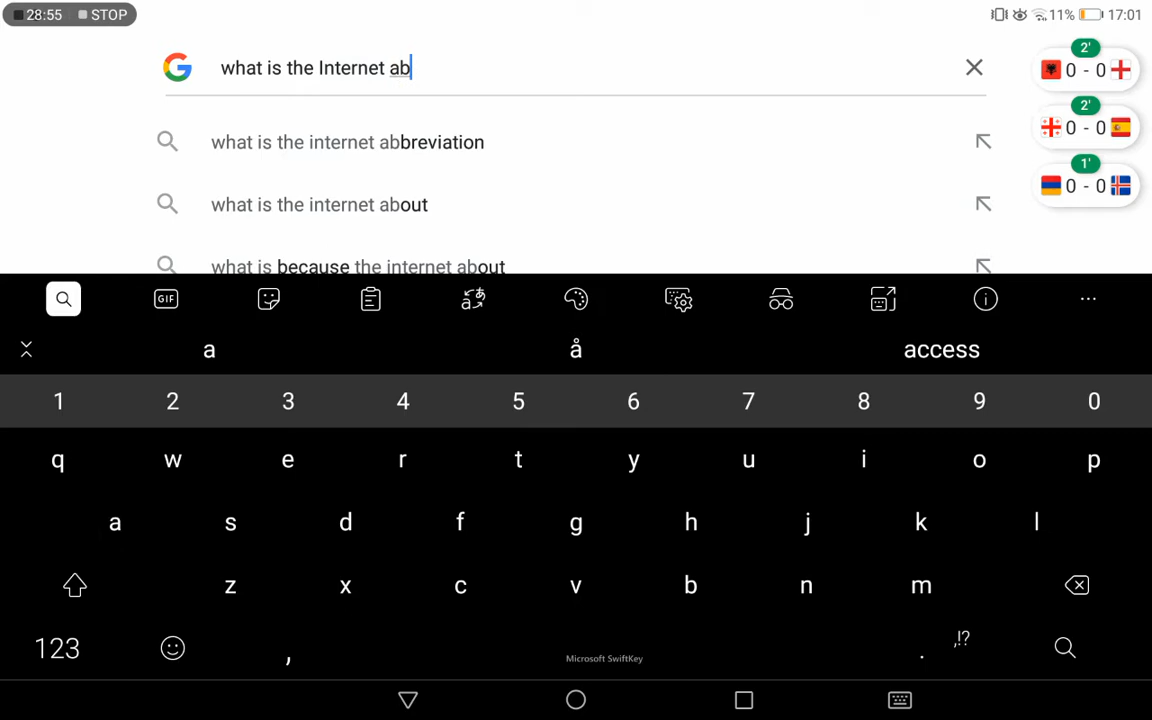 28:55 STOP 11% 17:01
what is the Internet ab
2'
0 - 0
what is the internet abbreviation
2'
0 - 0
what is the internet about
1'
0 - 0
what is because the internet about
GIF
a å access
1 2 3 4 5 6 7 8 9 0
q w e r t y u i o p
a s d f g h j k l
z x c v b n m
123 , Microsoft SwiftKey . ,!?